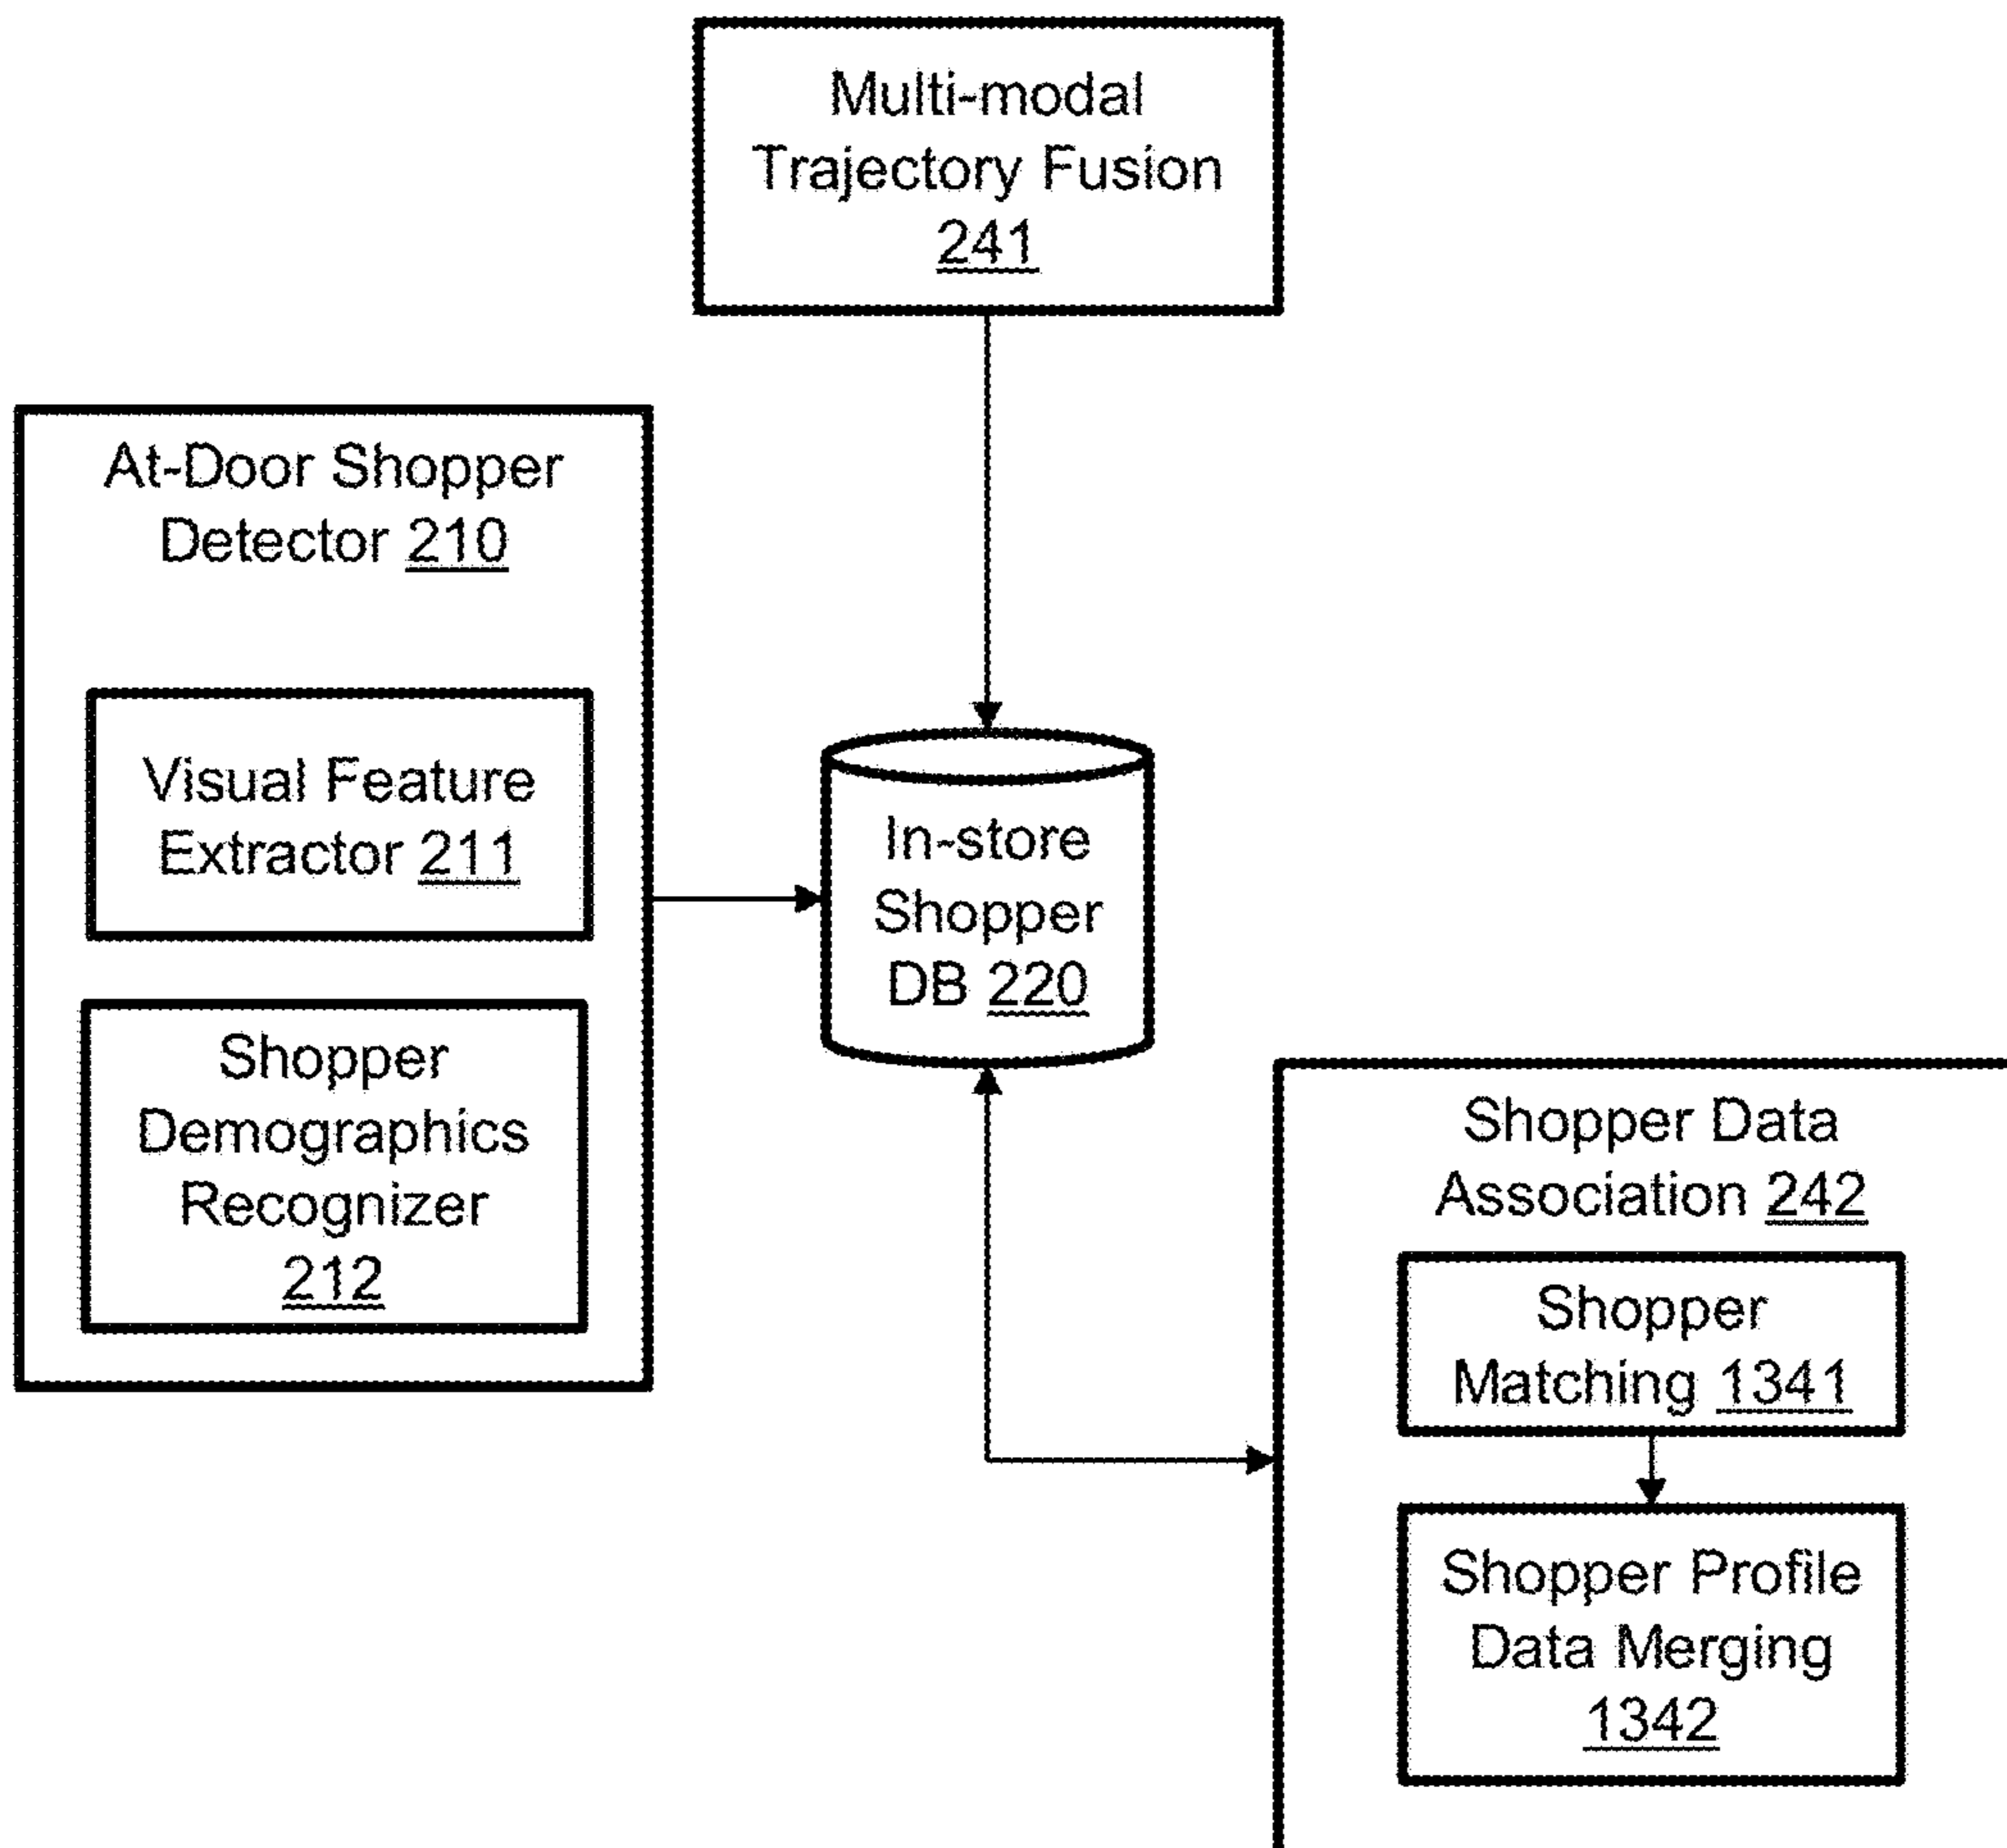 Multi-modal
Trajectory Fusion
241
At-Door Shopper
Detector 210
Visual Feature
Extractor 211
Shopper
Demographics
Recognizer
212
In-store
Shopper
DB 220
Shopper Data
Association 242
Shopper
Matching 1341
Shopper Profile
Data Merging
1342